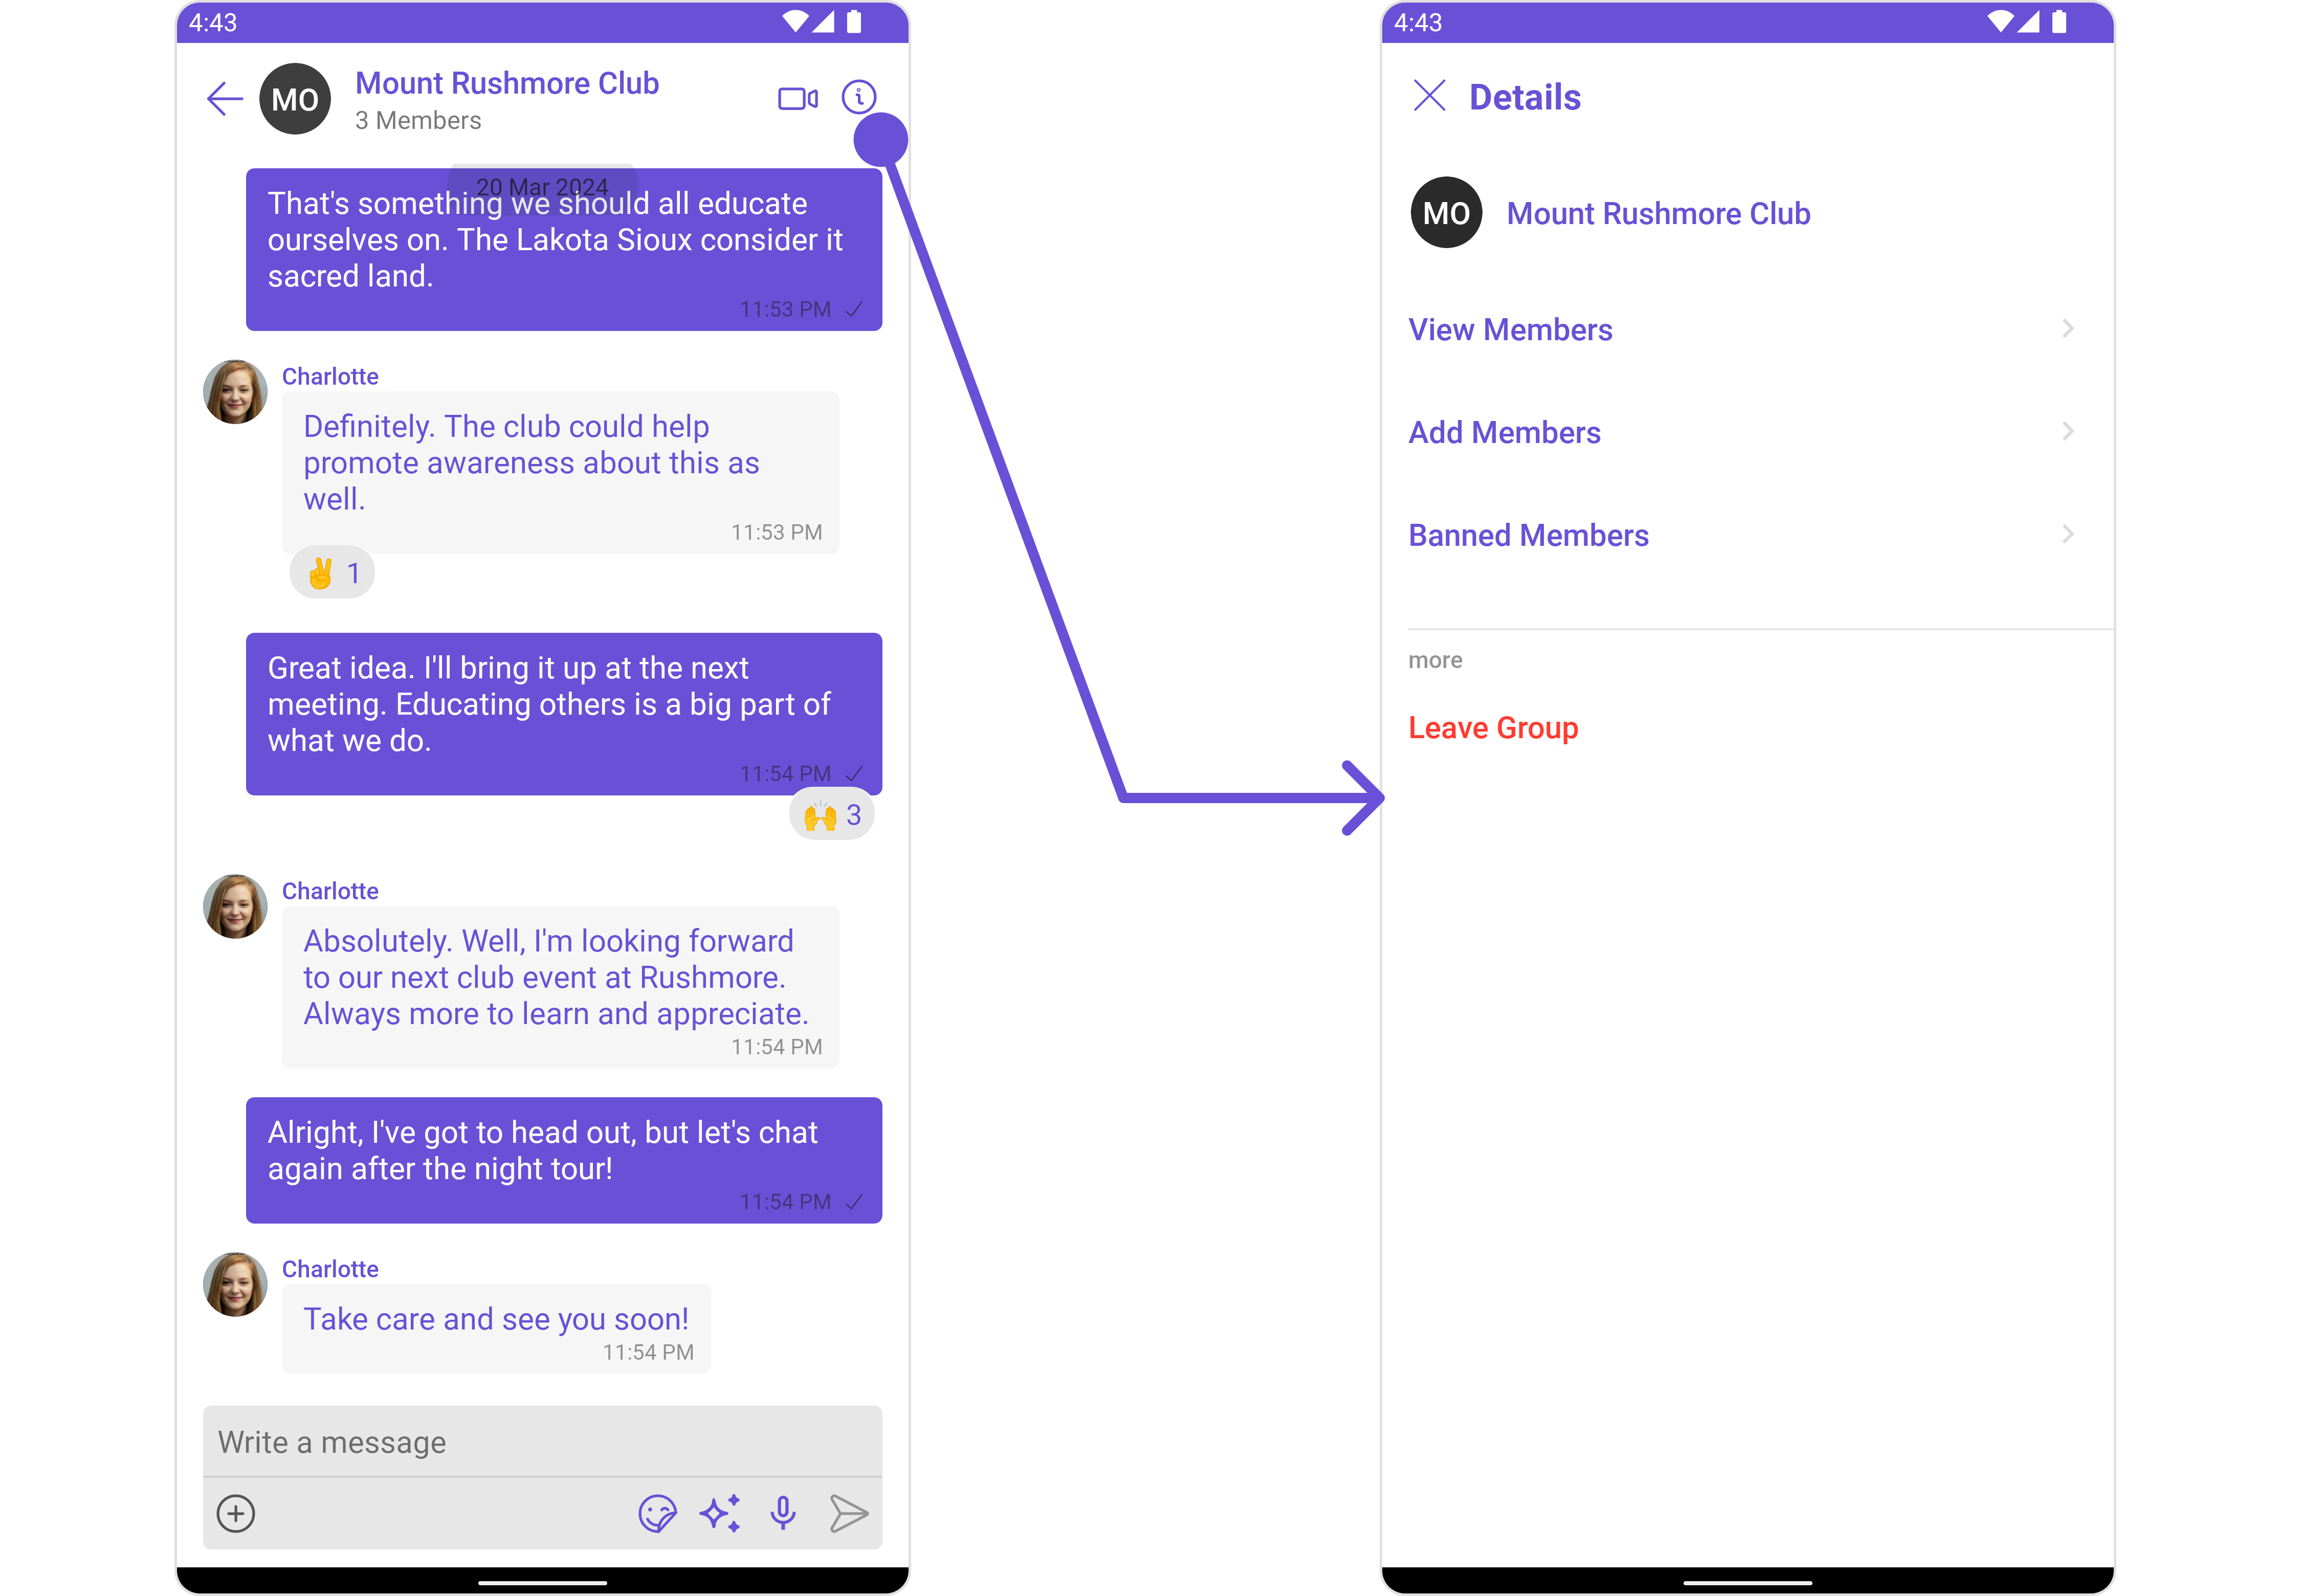 4:43
MO
Mount Rushmore Club
3 Members
20 Mar 2024
That's something we should all educate
ourselves on. The Lakota Sioux consider it
sacred land.
11:53 PM
Charlotte
Definitely. The club could help
promote awareness about this as
well.
11:53 PM
1
Great idea. I'll bring it up at the next
meeting. Educating others is a big part of
what we do.
11:54 PM
3
Charlotte
Absolutely. Well, I'm looking forward
to our next club event at Rushmore.
Always more to learn and appreciate.
11:54 PM
Alright, I've got to head out, but let's chat
again after the night tour!
11:54 PM
Charlotte
Take care and see you soon!
11:54 PM
Write a message
4:43
Details
MO
Mount Rushmore Club
View Members
Add Members
Banned Members
more
Leave Group